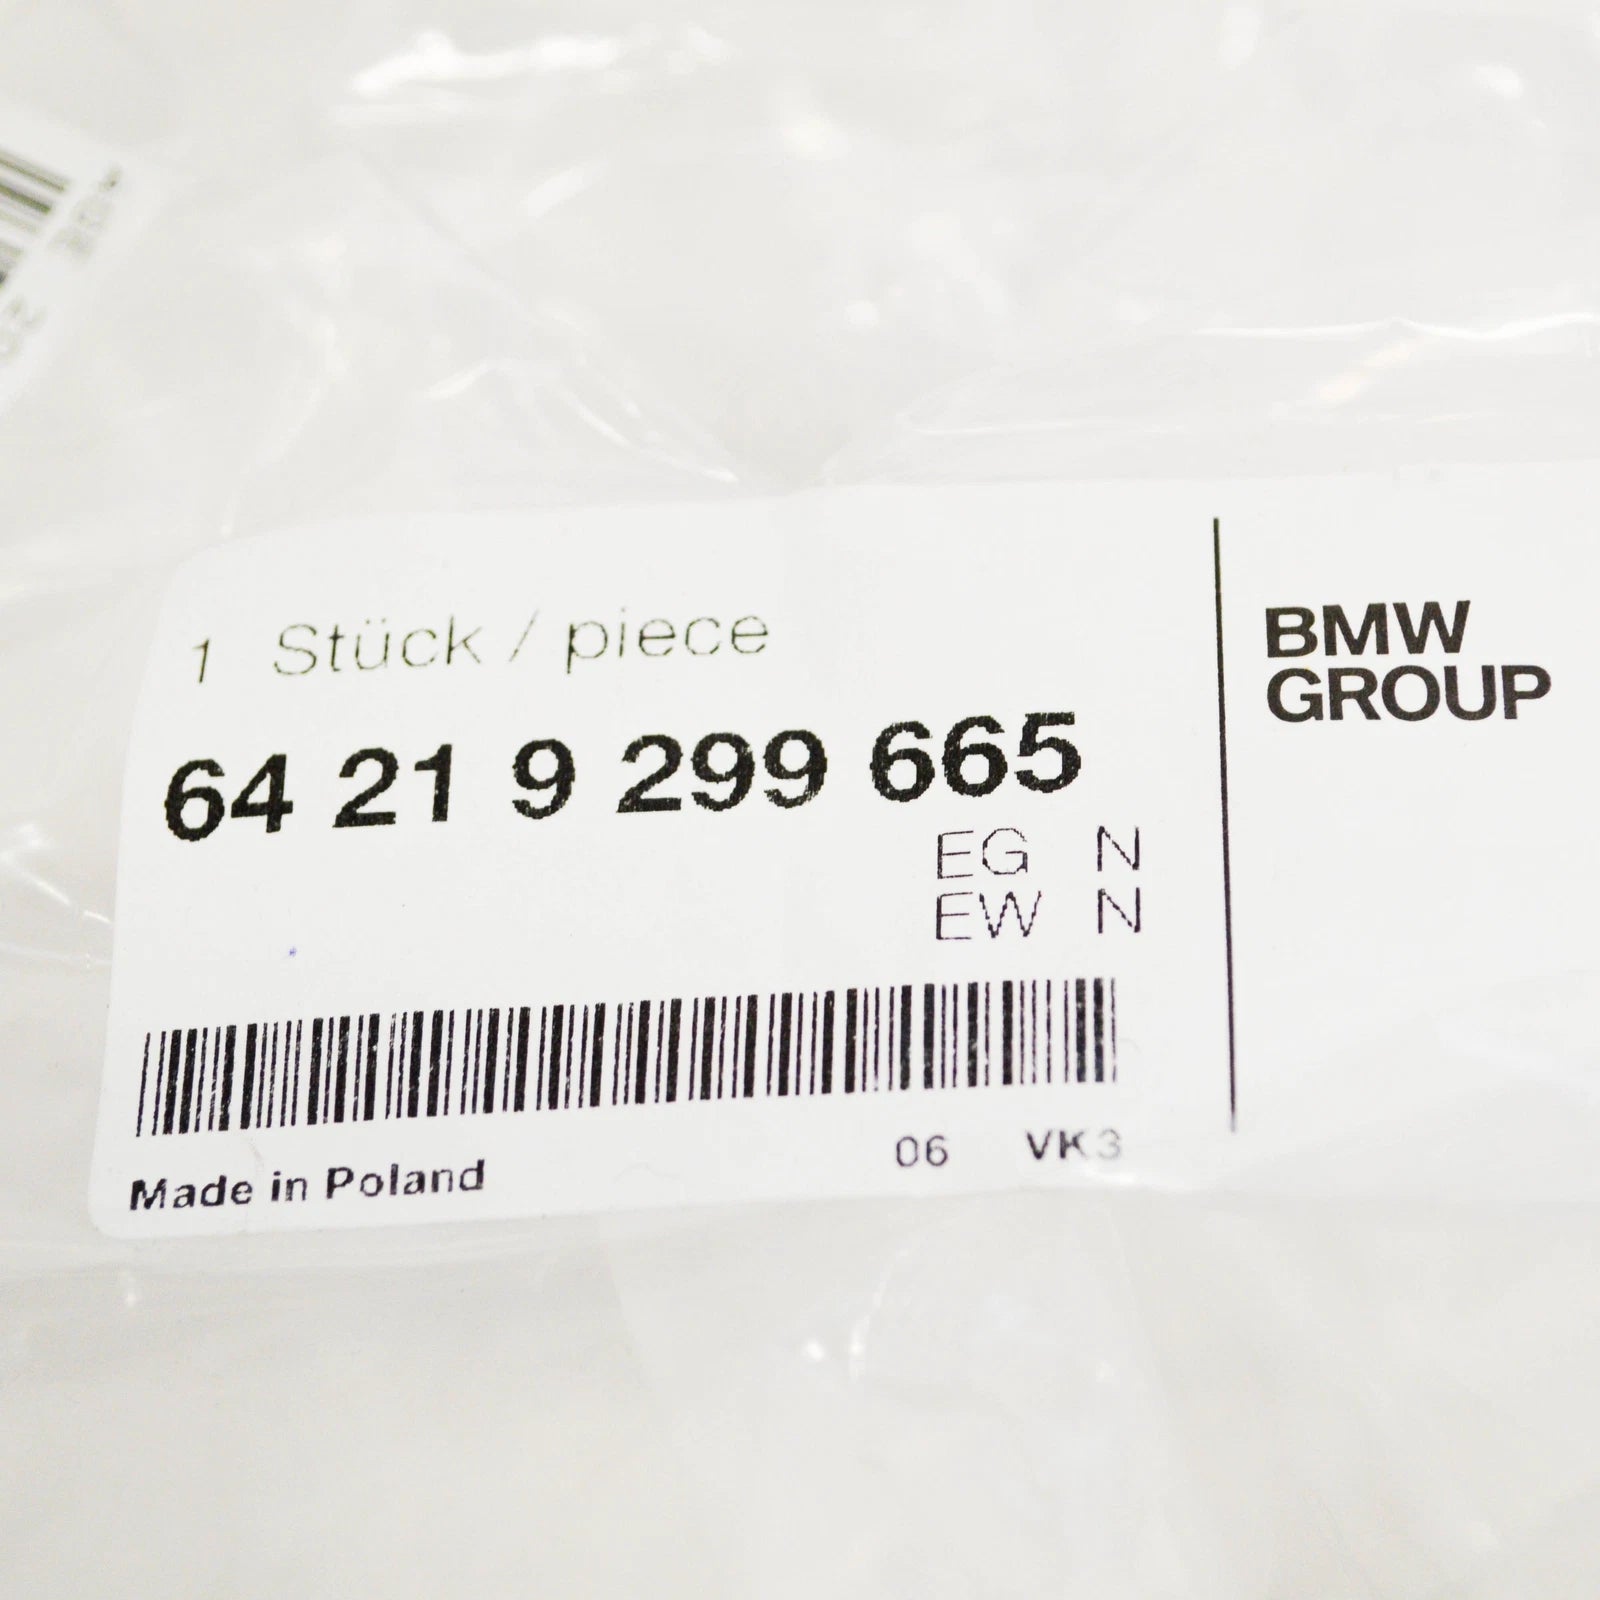 1 Stück / piece
64 21 9 299 665
EG N
EW N
06 VK3
Made in Poland
BMW
GROUP